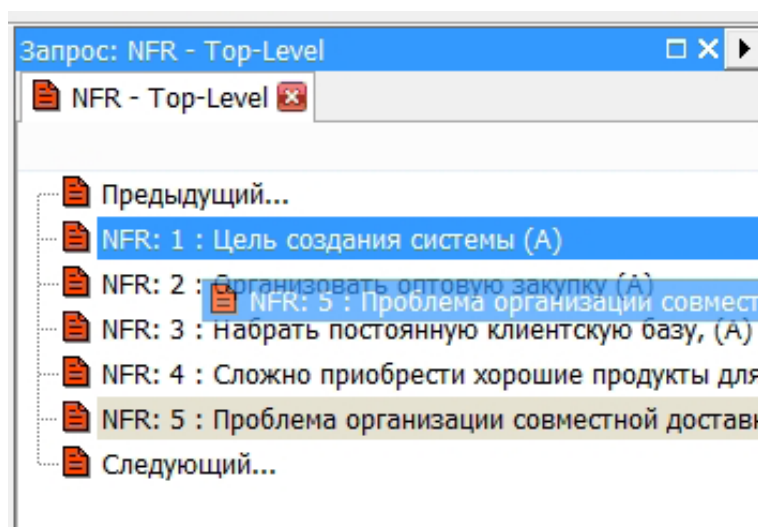 Запрос: NFR - Top-Level
NFR - Top-Level
Предыдущий...
NFR: 1 : Цель создания системы (A)
NFR: 2 : Организовать оптовую закупку (A)
NFR: 5 : Проблема организации совмест
NFR: 3 : Набрать постоянную клиентскую базу, (A)
NFR: 4 : Сложно приобрести хорошие продукты для
NFR: 5 : Проблема организации совместной доставк
Следующий...